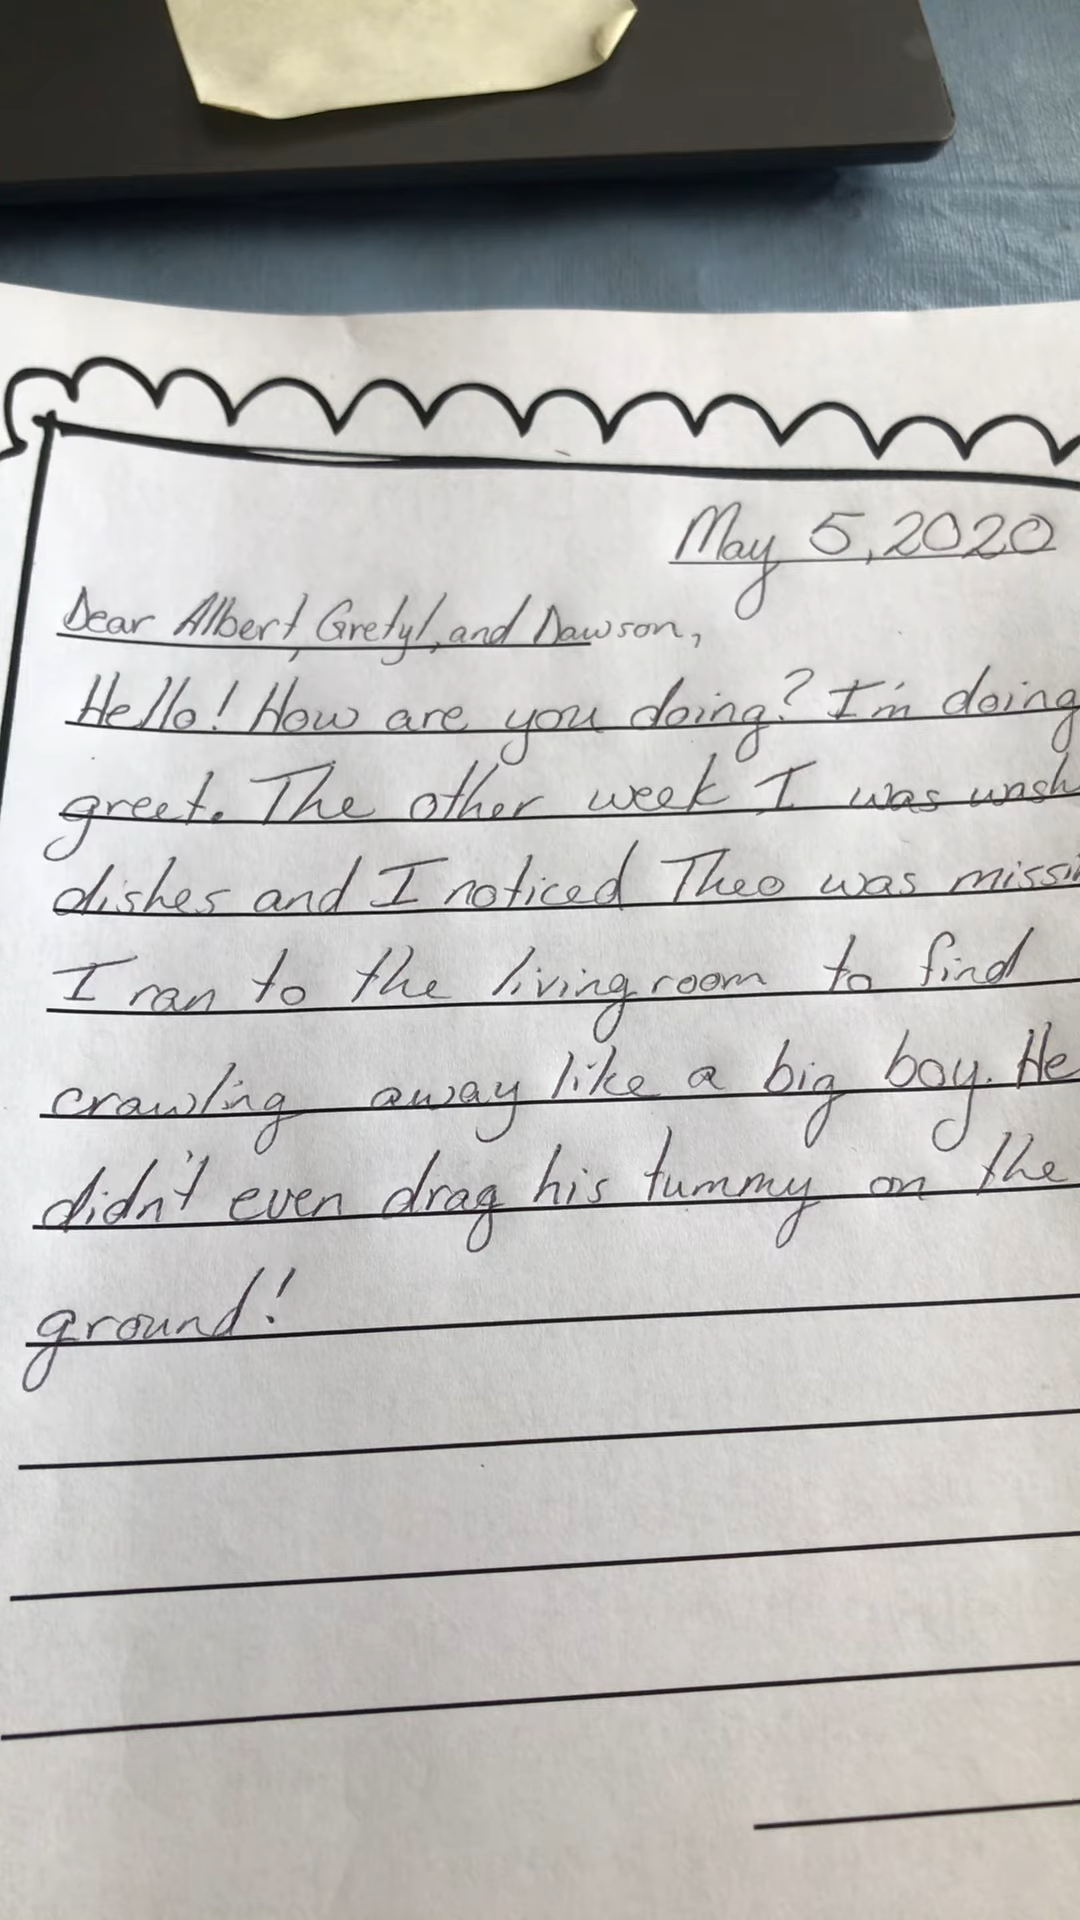 May 5, 2020
Dear Albert, Gretyl, and Dawson,
Hello! How are you doing? I'm doing
greet. The other week I was wash
dishes and I noticed Theo was missi
I ran to the living room to find
crawling away like a big boy. He
didn't even drag his tummy on the
ground!